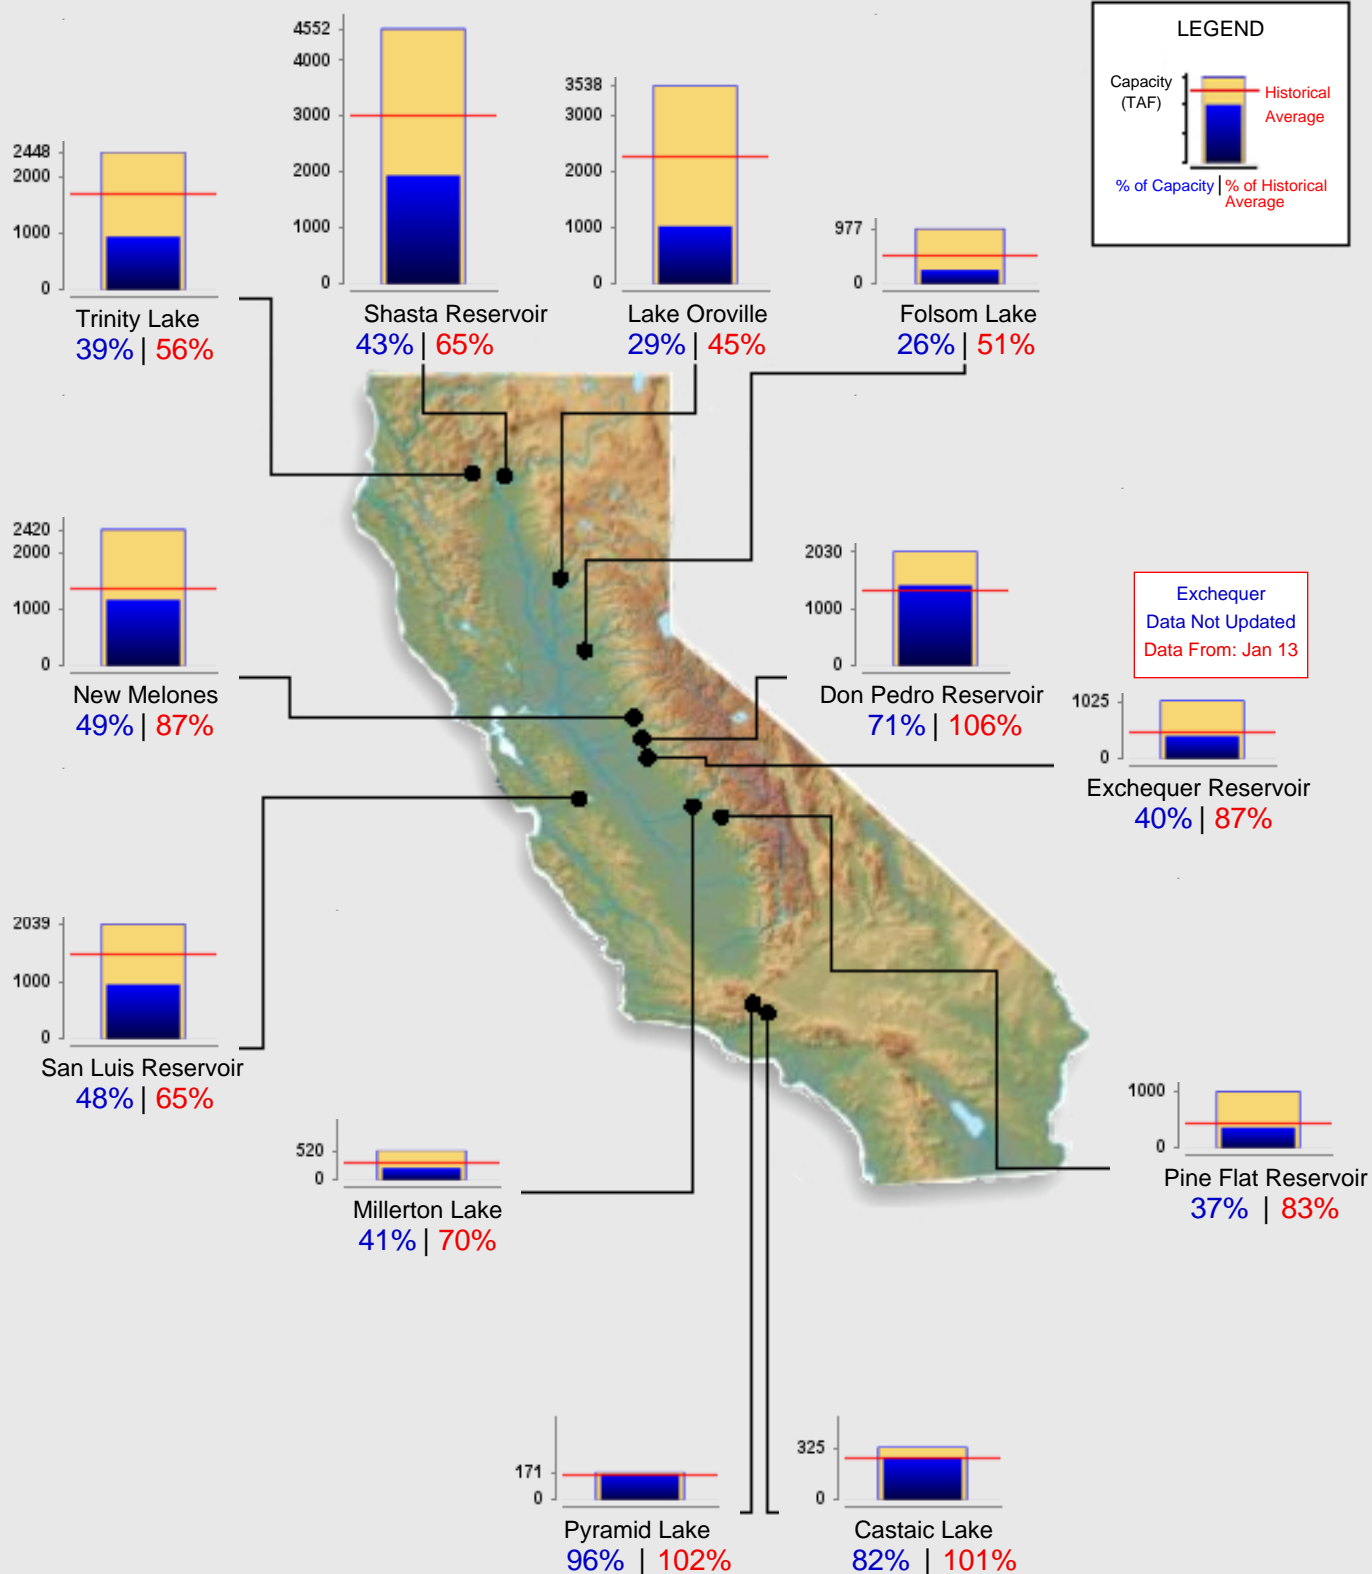 LEGEND
Capacity
(TAF)
Historical
Average
% of Capacity | % of Historical
Average
4552
4000
3000
2000
1000
0
Shasta Reservoir
43% | 65%
3538
3000
2000
1000
0
Lake Oroville
29% | 45%
2448
2000
1000
0
Trinity Lake
39% | 56%
977
0
Folsom Lake
26% | 51%
2420
2000
1000
0
New Melones
49% | 87%
2030
1000
0
Don Pedro Reservoir
71% | 106%
Exchequer
Data Not Updated
Data From: Jan 13
1025
0
Exchequer Reservoir
40% | 87%
2039
1000
0
San Luis Reservoir
48% | 65%
520
0
Millerton Lake
41% | 70%
1000
0
Pine Flat Reservoir
37% | 83%
171
0
Pyramid Lake
96% | 102%
325
0
Castaic Lake
82% | 101%